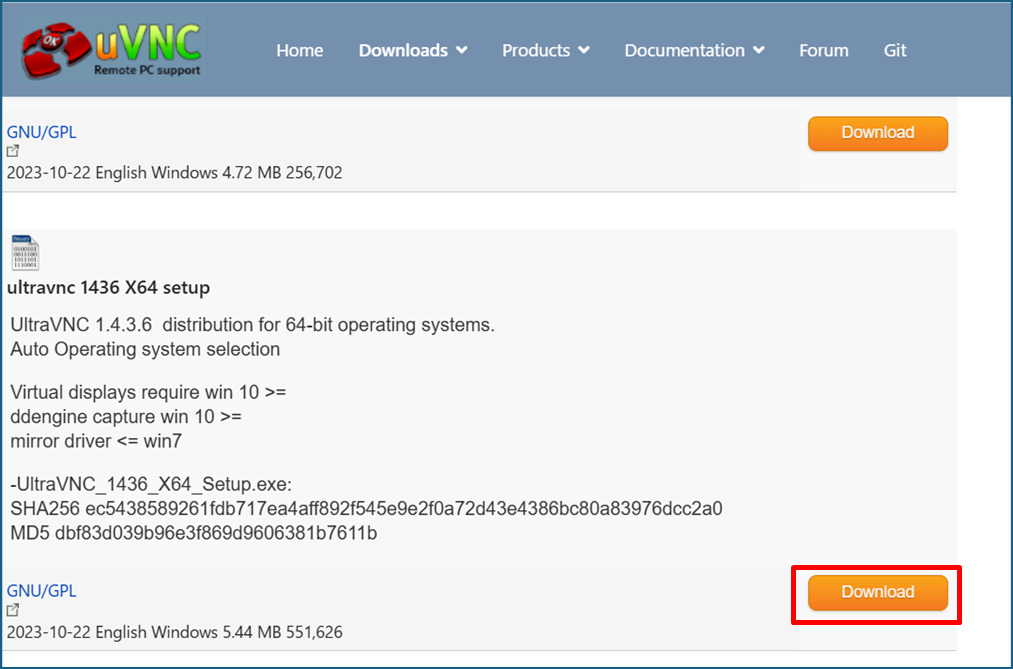 uVNC
Remote PC support
Home Downloads Products Documentation Forum Git
GNU/GPL
Download
2023-10-22 English Windows 4.72 MB 256,702
ultravnc 1436 X64 setup
UltraVNC 1.4.3.6  distribution for 64-bit operating systems.
Auto Operating system selection
Virtual displays require win 10 >=
ddengine capture win 10 >=
mirror driver <= win7
-UltraVNC_1436_X64_Setup.exe:
SHA256 ec5438589261fdb717ea4aff892f545e9e2f0a72d43e4386bc80a83976dcc2a0
MD5 dbf83d039b96e3f869d9606381b7611b
GNU/GPL
Download
2023-10-22 English Windows 5.44 MB 551,626